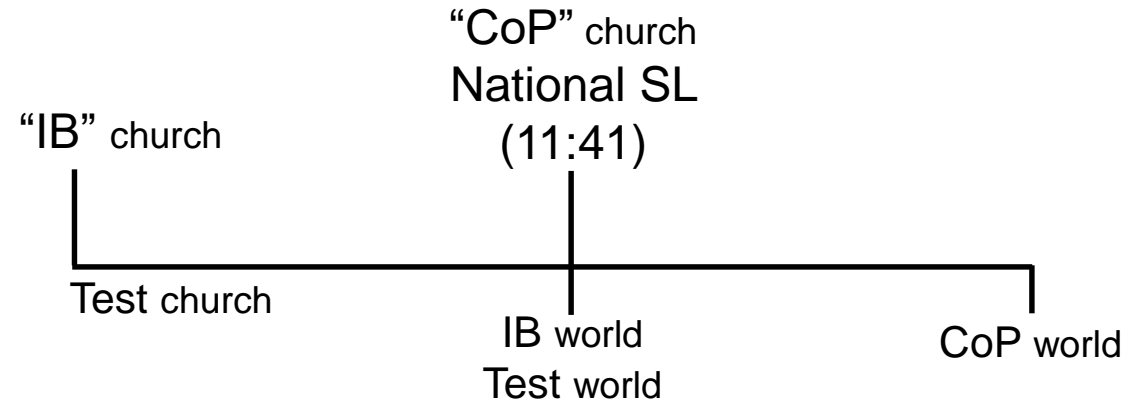 “CoP” church
National SL
(11:41)
“IB” church
Test church
IB world
Test world
CoP world